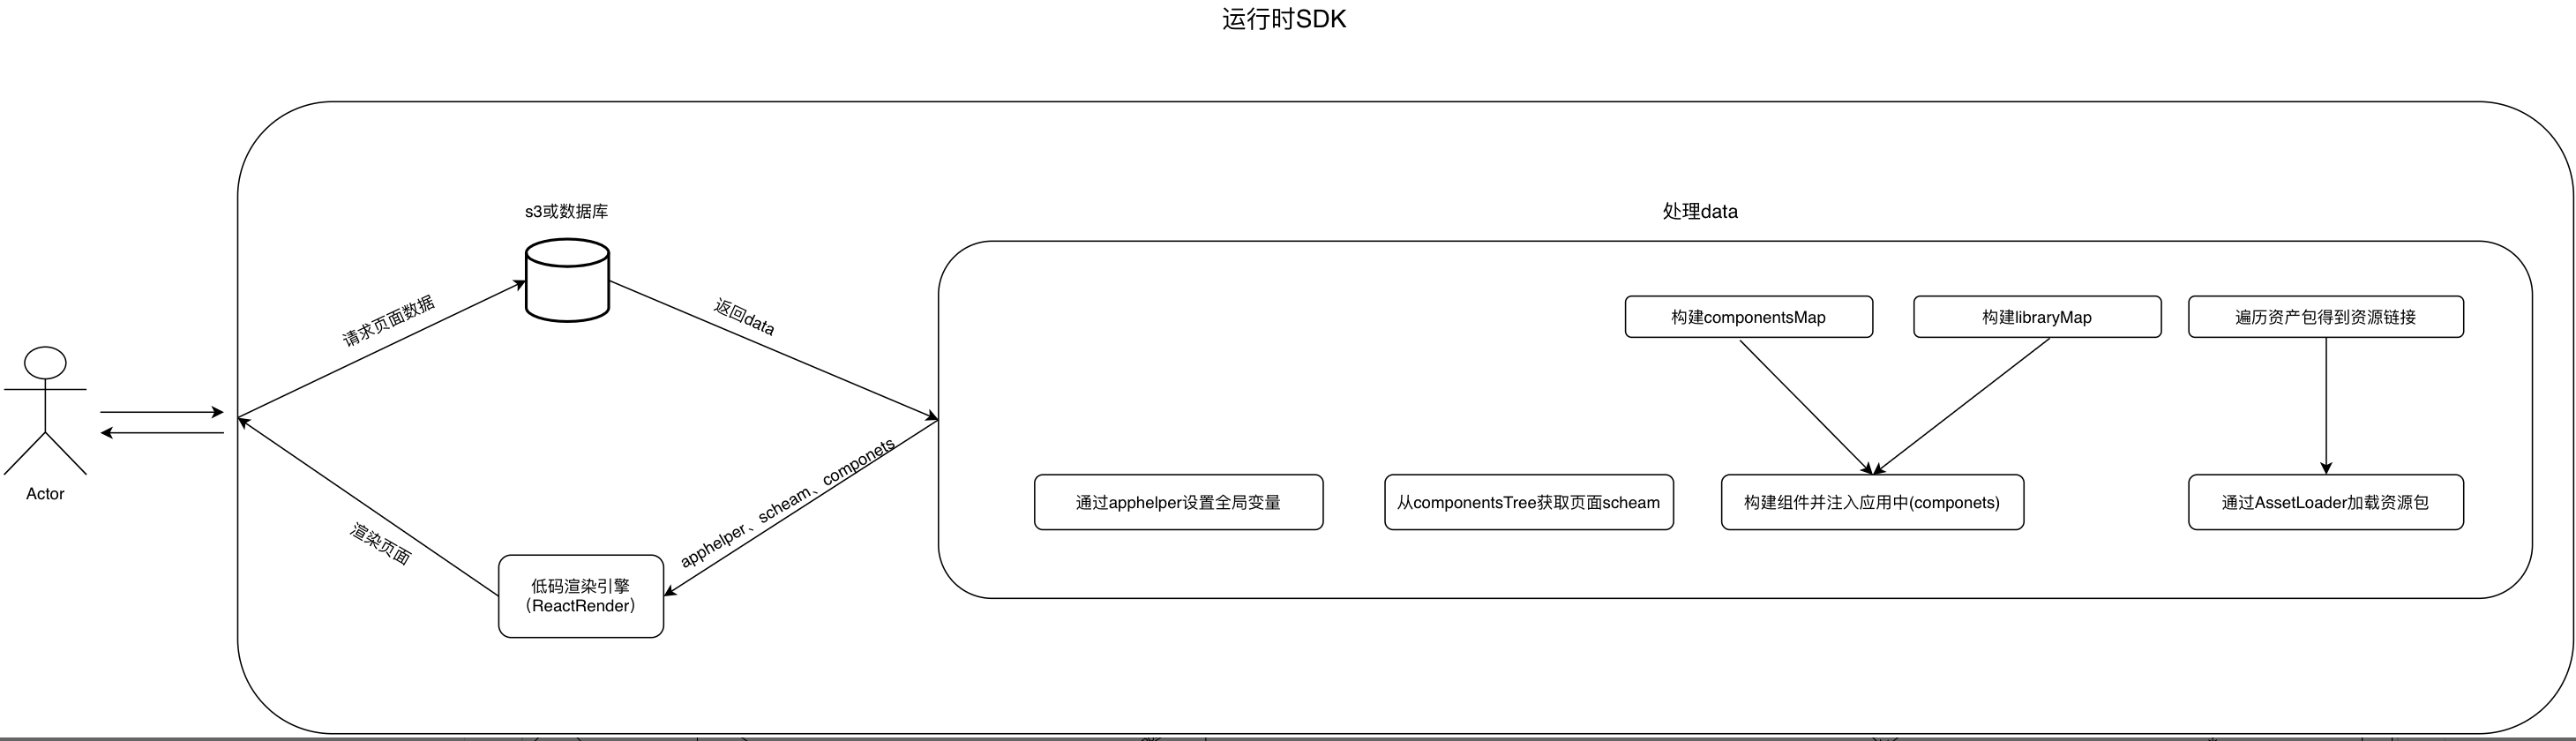 运行时SDK
s3或数据库
处理data
请求页面数据
返回data
构建componentsMap
构建libraryMap
遍历资产包得到资源链接
Actor
apphelper、scheam、componets
通过apphelper设置全局变量
从componentsTree获取页面scheam
构建组件并注入应用中(componets)
通过AssetLoader加载资源包
渲染页面
低码渲染引擎
（ReactRender）